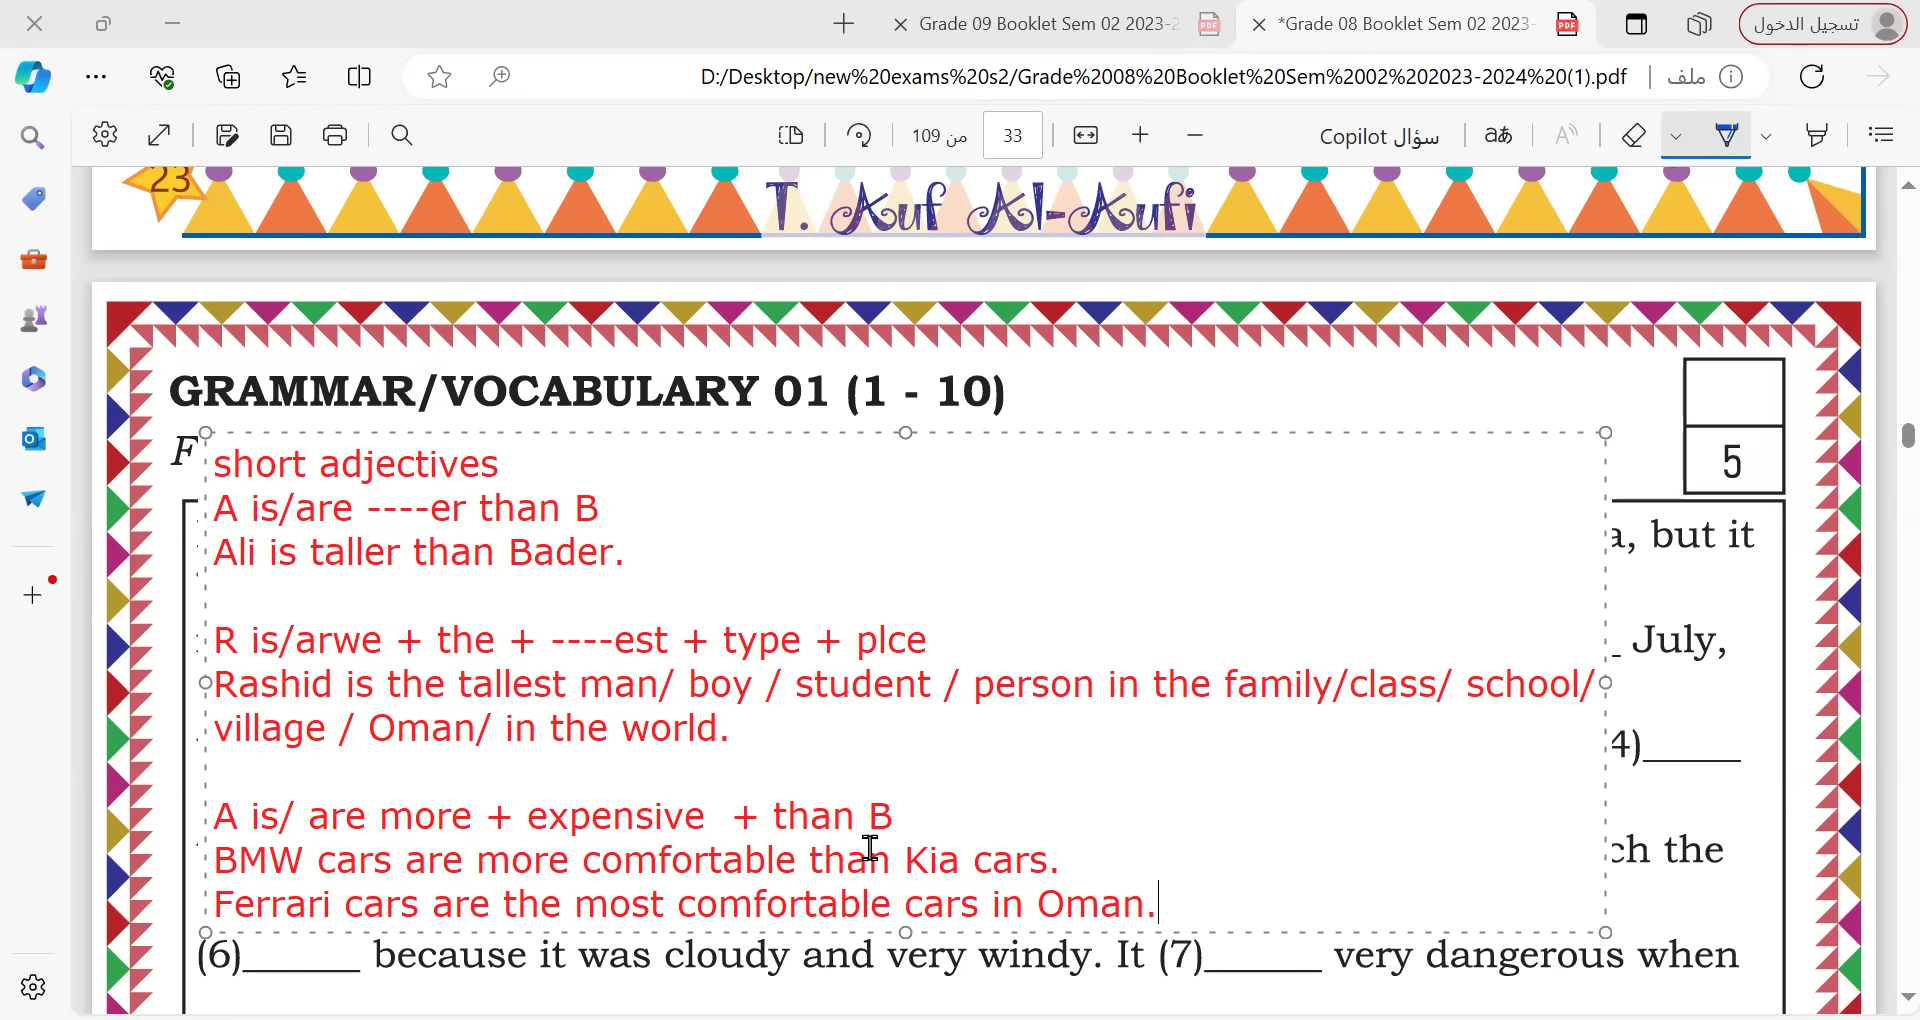 Grade 09 Booklet Sem 02 2023-2
*Grade 08 Booklet Sem 02 2023-
تسجيل الدخول
D:/Desktop/new%20exams%20s2/Grade%2008%20Booklet%20Sem%2002%202023-2024%20(1).pdf
ملف
109 من
33
سؤال Copilot
23
T. Auf Al-Aufi
GRAMMAR/VOCABULARY 01 (1 - 10)
F
5
short adjectives
A is/are ----er than B
a, but it
Ali is taller than Bader.
R is/arwe + the + ----est + type + plce
_ July,
Rashid is the tallest man/ boy / student / person in the family/class/ school/
village / Oman/ in the world.
4)_____
A is/ are more + expensive  + than B
BMW cars are more comfortable than Kia cars.
ch the
Ferrari cars are the most comfortable cars in Oman.
(6)______ because it was cloudy and very windy. It (7)______ very dangerous when